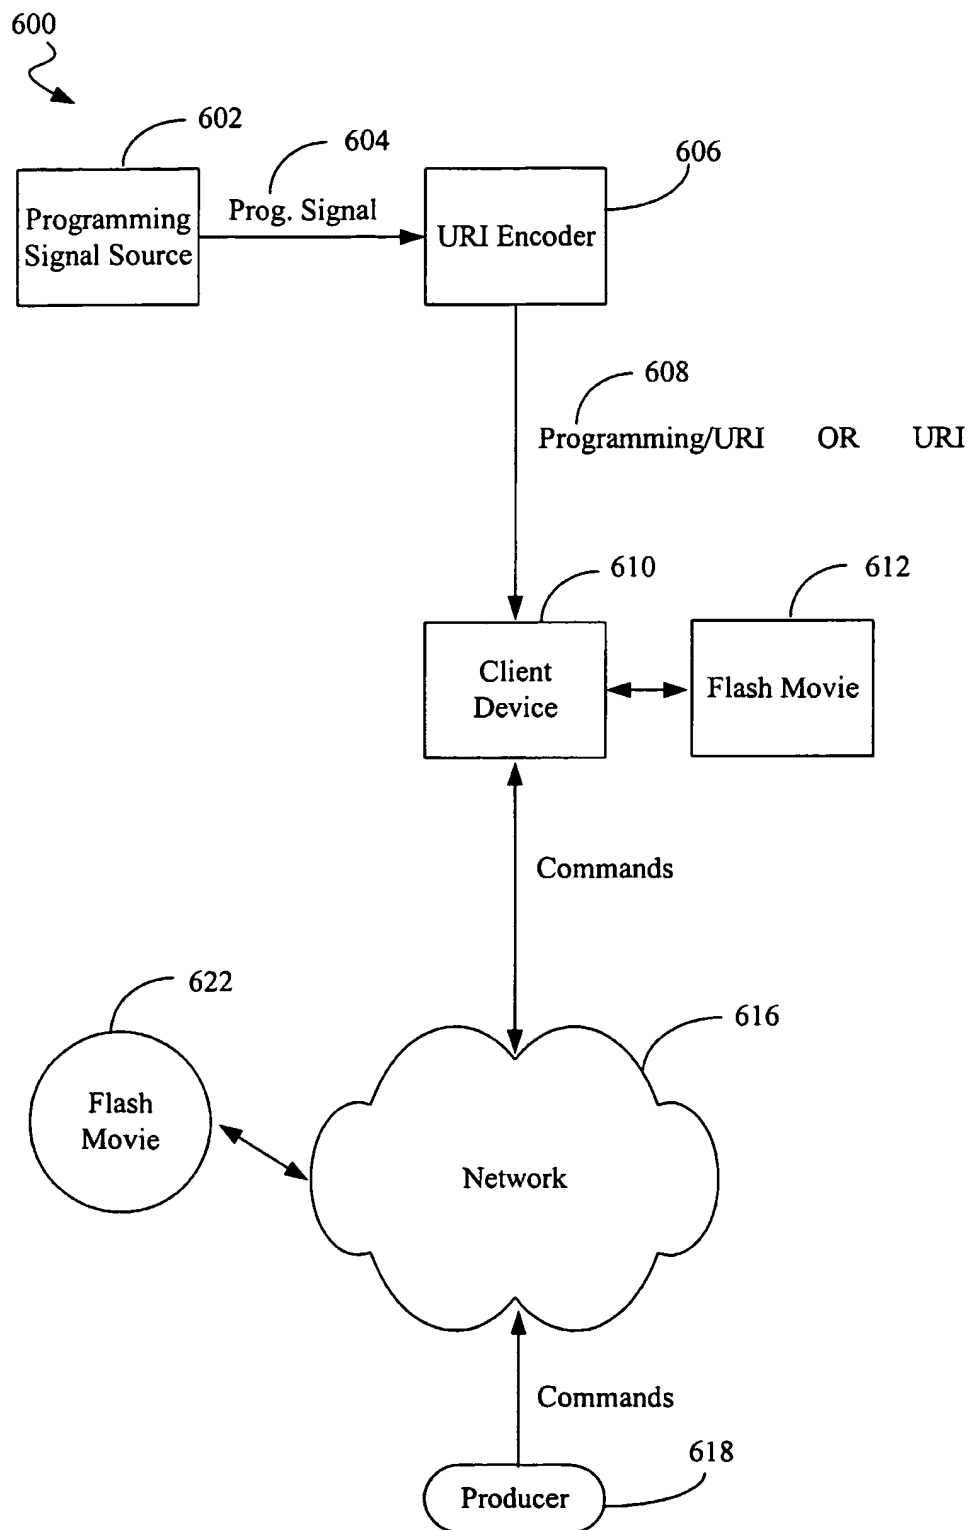 600
602
604
606
Programming
Signal Source
Prog. Signal
URI Encoder
608
Programming/URI OR URI
610
612
Client
Device
Flash Movie
Commands
622
616
Flash
Movie
Network
Commands
618
Producer